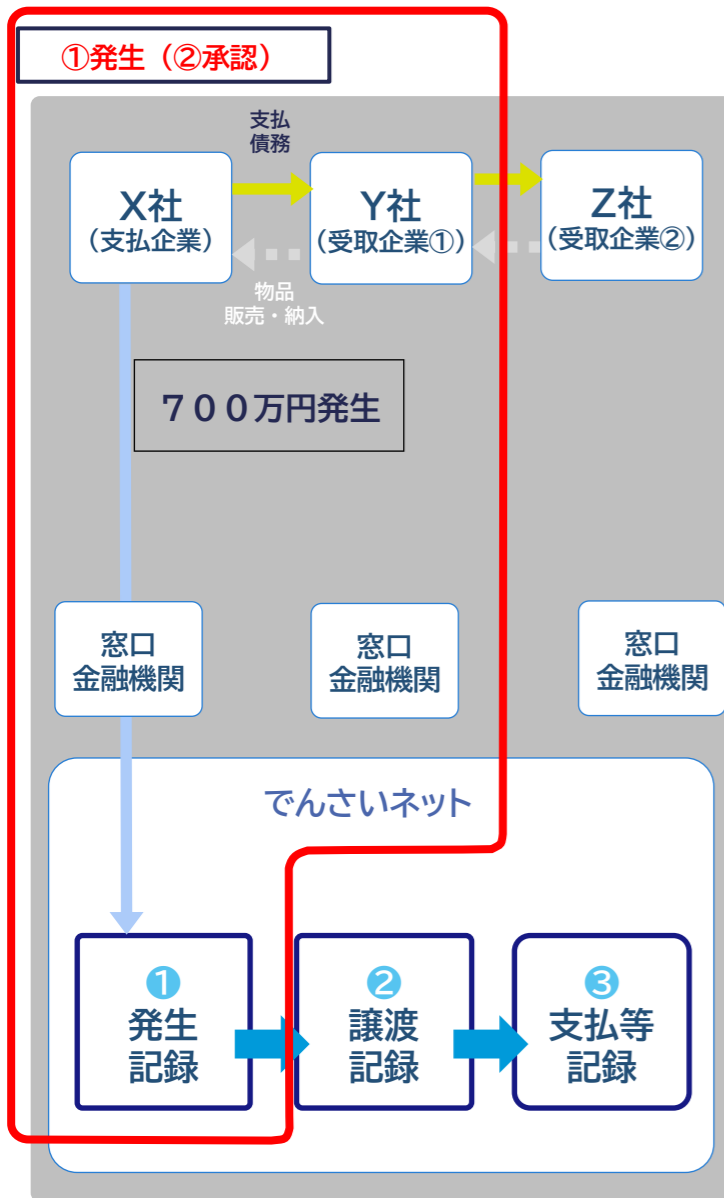 ①発生（②承認）
支払
債務
X社
（支払企業）
Y社
（受取企業①）
Z社
（受取企業②）
物品
販売・納入
７００万円発生
窓口
金融機関
窓口
金融機関
窓口
金融機関
でんさいネット
❶
発生
記録
❷
譲渡
記録
❸
支払等
記録